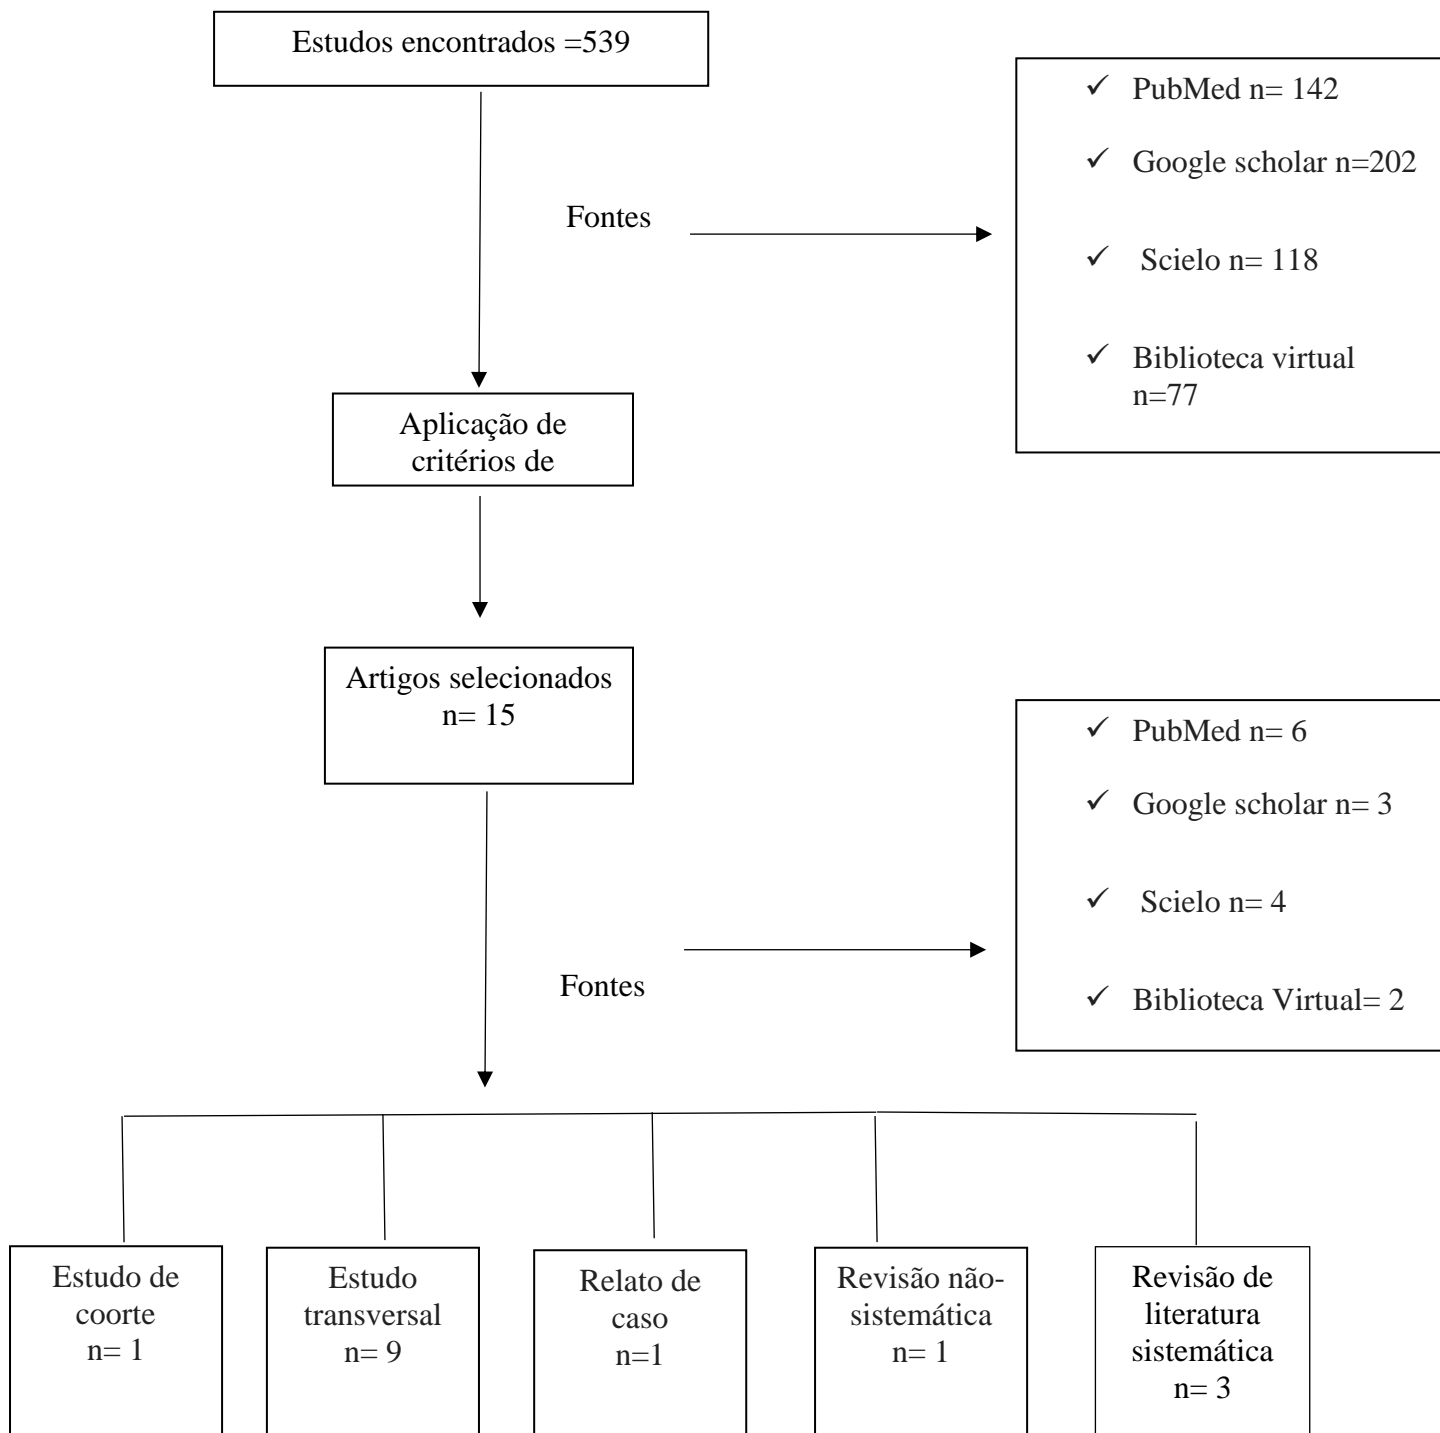 Estudos encontrados =539
✓ PubMed n= 142
✓ Google scholar n=202
✓ Scielo n= 118
✓ Biblioteca virtual
n=77
Fontes
Aplicação de
critérios de
Artigos selecionados
n= 15
✓ PubMed n= 6
✓ Google scholar n= 3
✓ Scielo n= 4
✓ Biblioteca Virtual= 2
Fontes
Estudo de
coorte
n= 1
Estudo
transversal
n= 9
Relato de
caso
n=1
Revisão não-
sistemática
n= 1
Revisão de
literatura
sistemática
n= 3